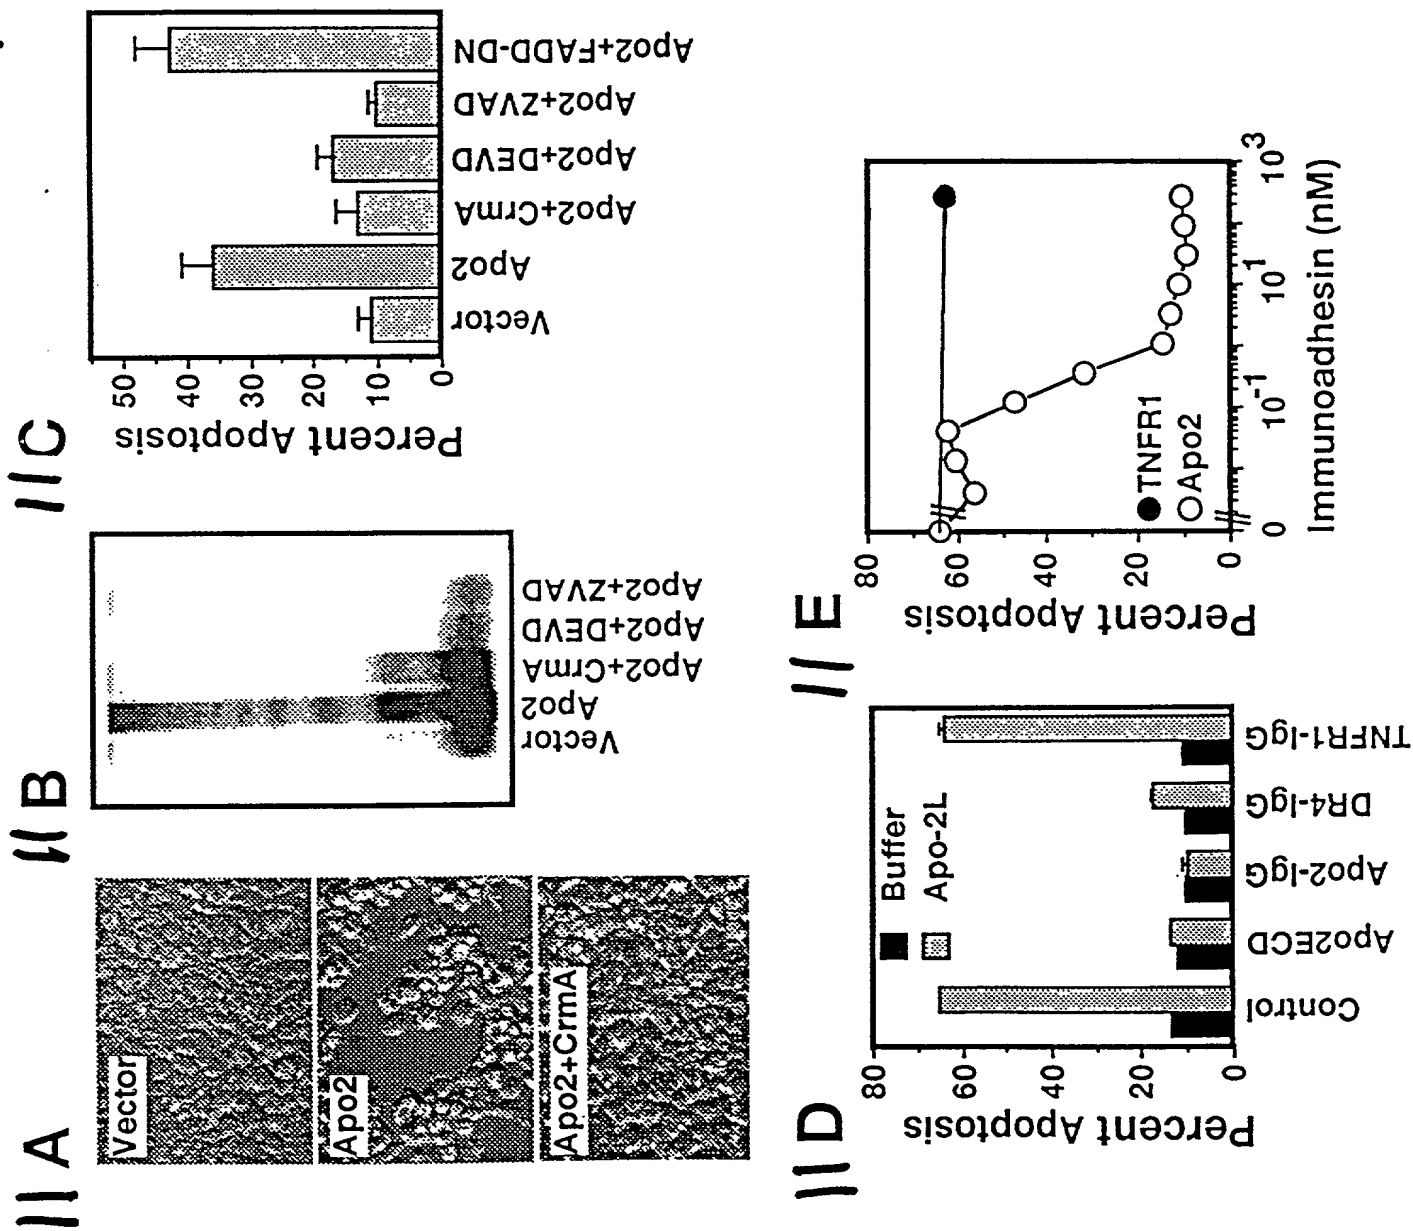 11A
Vector
Apo2
Apo2+CrmA
11B
Vector
Apo2
Apo2+CrmA
Apo2+DEVD
Apo2+ZVAD
11C
Percent Apoptosis
50
40
30
20
10
0
Vector
Apo2
Apo2+CrmA
Apo2+DEVD
Apo2+ZVAD
Apo2+FADD-DN
11D
Percent Apoptosis
80
60
40
20
0
Buffer
Apo-2L
Control
Apo2ECD
Apo2-IgG
DR4-IgG
TNFR1-IgG
11E
Percent Apoptosis
80
60
40
20
0
TNFR1
Apo2
0 10-1 101 103
Immunoadhesin (nM)